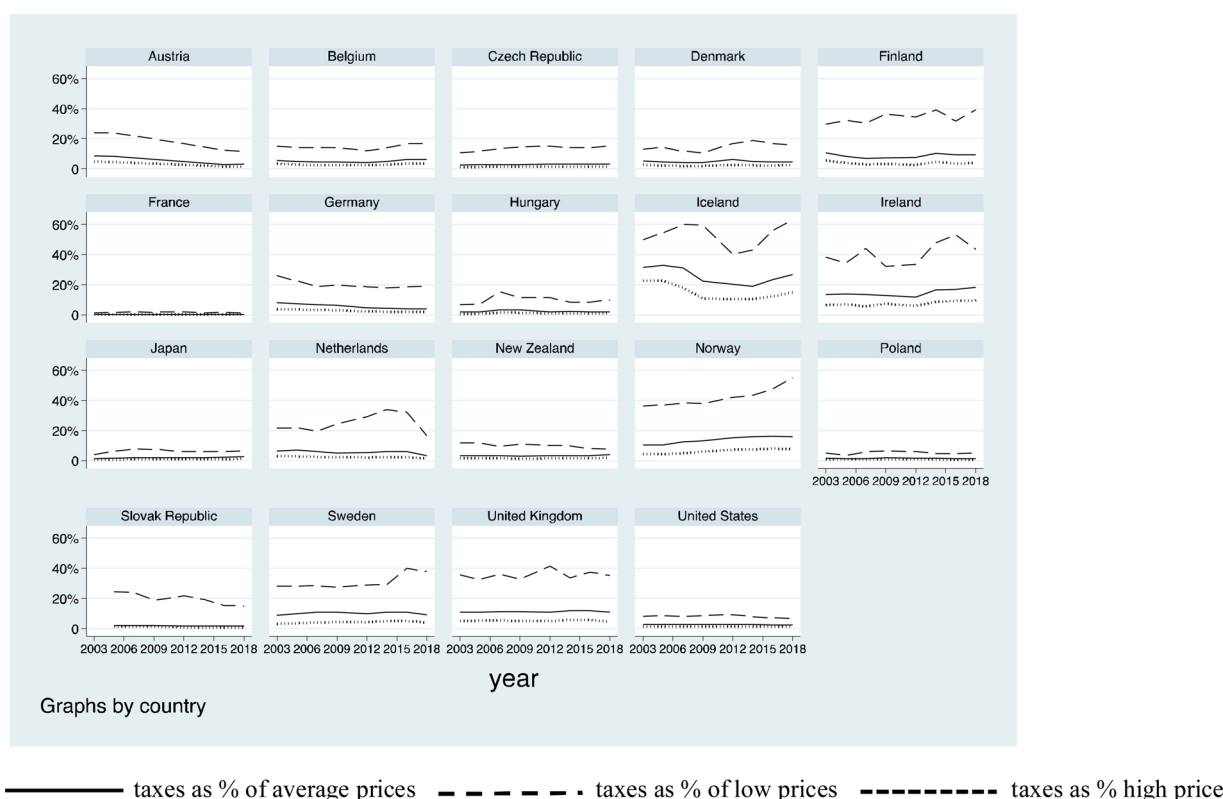 Austria Belgium Czech Republic Denmark Finland
60%
40%
20%
0
France Germany Hungary Iceland Ireland
60%
40%
20%
0
Japan Netherlands New Zealand Norway Poland
60%
40%
20%
0
2003 2006 2009 2012 2015 2018
Slovak Republic Sweden United Kingdom United States
60%
40%
20%
0
2003 2006 2009 2012 2015 2018 2003 2006 2009 2012 2015 2018 2003 2006 2009 2012 2015 2018 2003 2006 2009 2012 2015 2018
year
Graphs by country
taxes as % of average prices taxes as % of low prices taxes as % high price